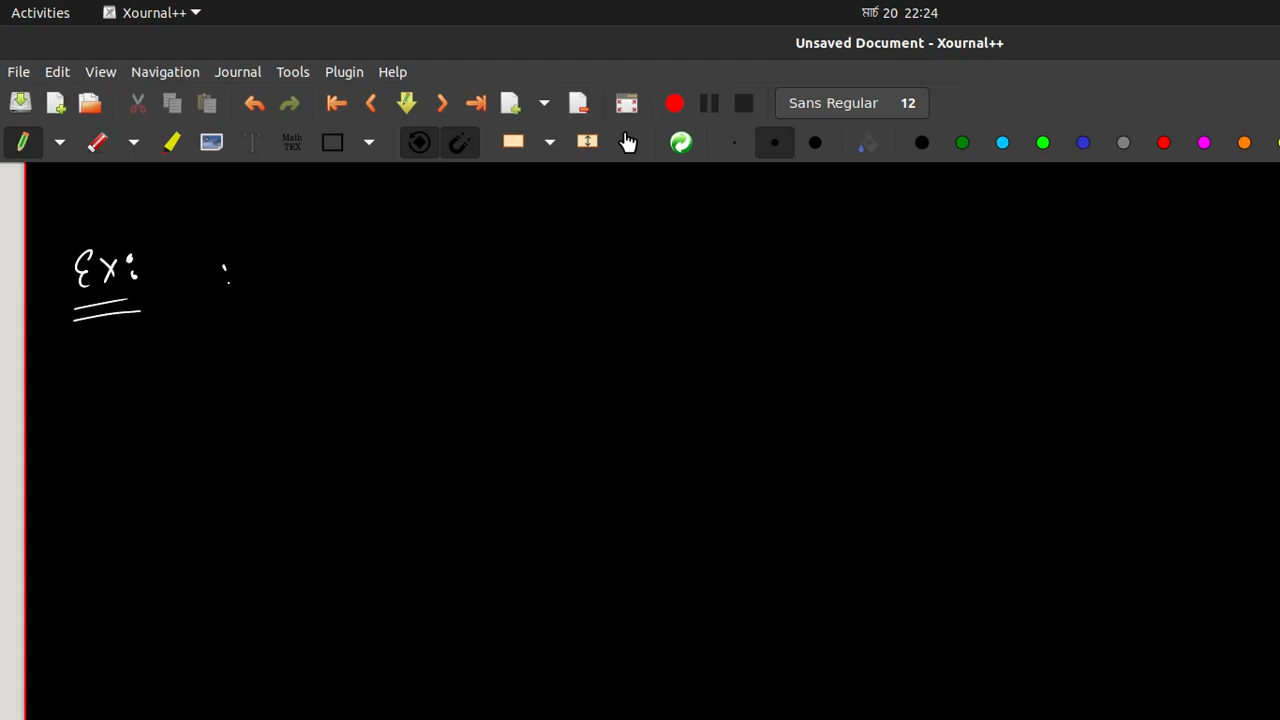 Activities Xournal++ মার্চ 20 22:24
Unsaved Document - Xournal++
File Edit View Navigation Journal Tools Plugin Help
Sans Regular 12
T Math TEX
Ex: